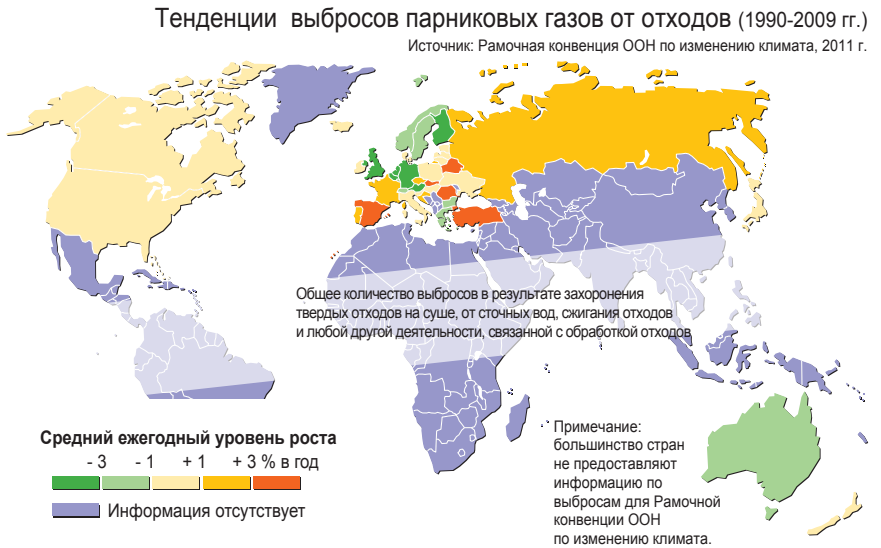 Тенденции выбросов парниковых газов от отходов (1990-2009 гг.)
Источник: Рамочная конвенция ООН по изменению климата, 2011 г.
Общее количество выбросов в результате захоронения
твердых отходов на суше, от сточных вод, сжигания отходов
и любой другой деятельности, связанной с обработкой отходов
Средний ежегодный уровень роста
- 3 - 1 + 1 + 3 % в год
Информация отсутствует
Примечание:
большинство стран
не предоставляют
информацию по
выбросам для Рамочной
конвенции ООН
по изменению климата.